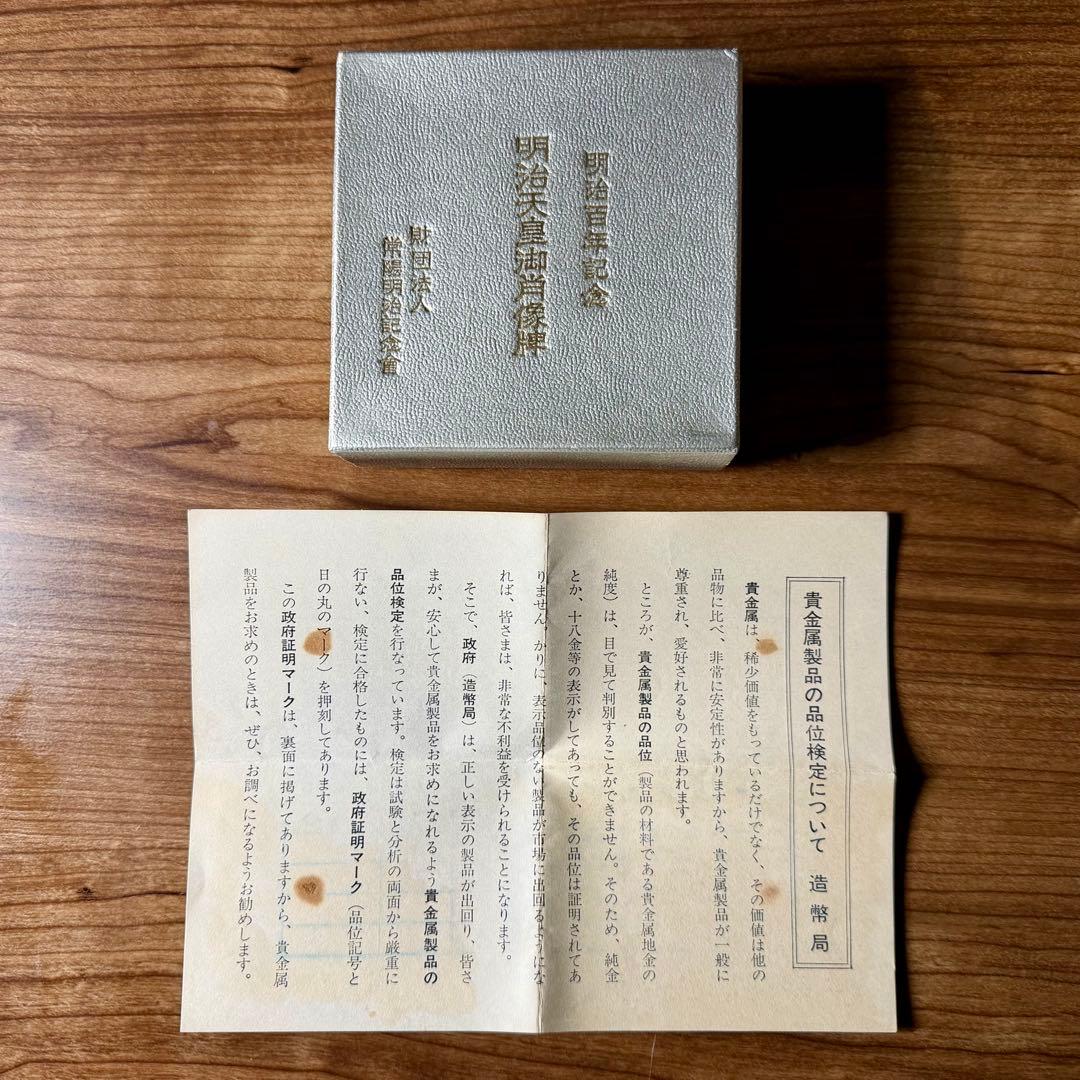 明治百年記念
明治天皇御肖像牌
財団法人
常陽明治記念會
貴金属製品の品位検定について　造幣局
貴金属は、稀少価値をもっているだけでなく、その価値は他の
品物に比べ、非常に安定性がありますから、貴金属製品が一般に
尊重され、愛好されるものと思われます。
ところが、貴金属製品の品位（製品の材料である貴金属地金の
純度）は、目で見て判別することができません。そのため、純金
とか、十八金等の表示がしてあっても、その品位は証明されてあ
りません。かりに、表示品位のない製品が市場に出回るようにな
れば、皆さまは、非常な不利益を受けられることになります。
そこで、政府（造幣局）は、正しい表示の製品が出回り、皆さ
まが、安心して貴金属製品をお求めになれるよう貴金属製品の
品位検定を行なっています。検定は試験と分析の両面から厳重に
行ない、検定に合格したものには、政府証明マーク（品位記号と
日の丸のマーク）を押刻してあります。
この政府証明マークは、裏面に掲げてありますから、貴金属
製品をお求めのときは、ぜひ、お調べになるようお勧めします。